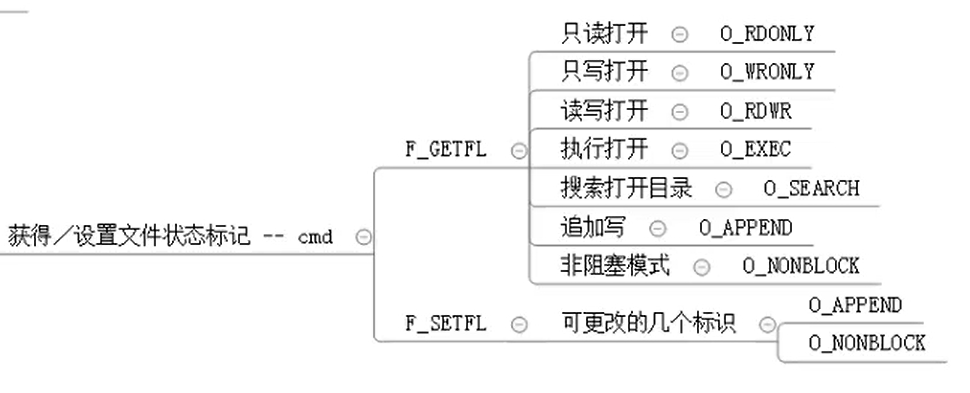 只读打开 O_RDONLY
只写打开 O_WRONLY
读写打开 O_RDWR
F_GETFL 执行打开 O_EXEC
搜索打开目录 O_SEARCH
追加写 O_APPEND
获得／设置文件状态标记 -- cmd
非阻塞模式 O_NONBLOCK
O_APPEND
F_SETFL 可更改的几个标识
O_NONBLOCK